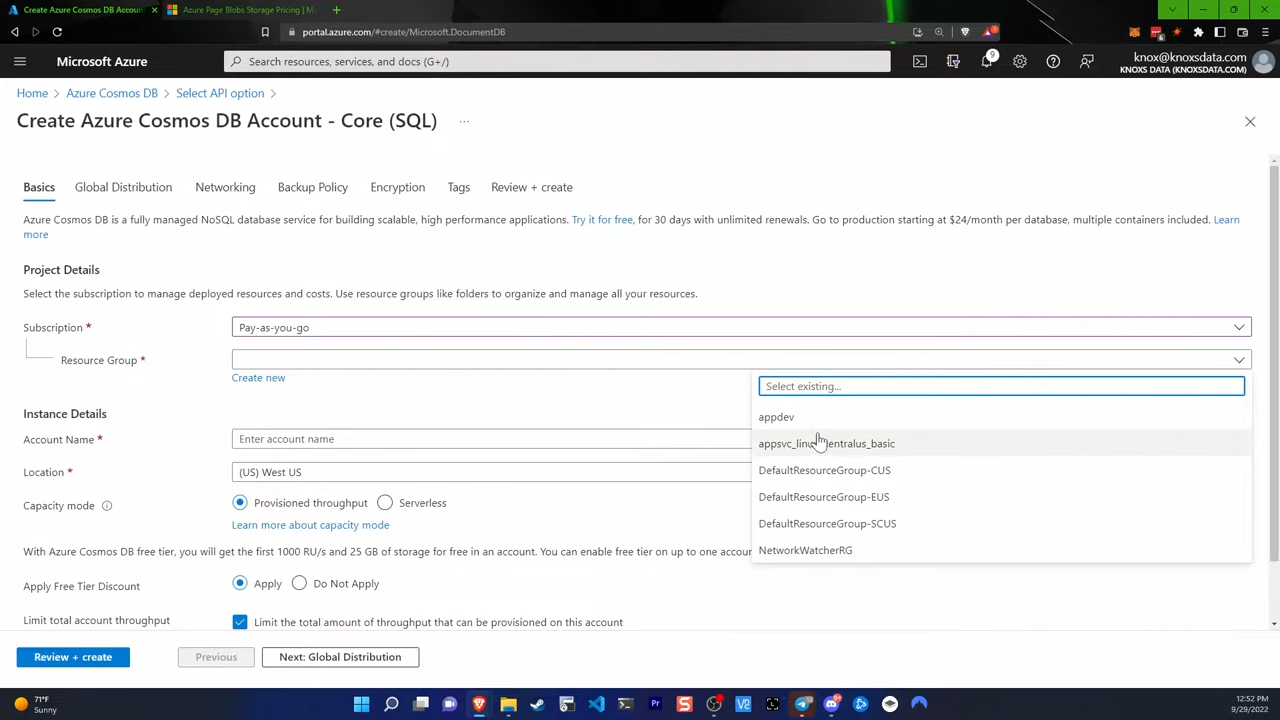 Create Azure Cosmos DB Account
Azure Page Blobs Storage Pricing | M
portal.azure.com/#create/Microsoft.DocumentDB
Microsoft Azure
Search resources, services, and docs (G+/)
9
knox@knoxsdata.com
KNOXS DATA (KNOXSDATA.COM)
Home > Azure Cosmos DB > Select API option >
Create Azure Cosmos DB Account - Core (SQL) ...
Basics Global Distribution Networking Backup Policy Encryption Tags Review + create
Azure Cosmos DB is a fully managed NoSQL database service for building scalable, high performance applications. Try it for free, for 30 days with unlimited renewals. Go to production starting at $24/month per database, multiple containers included. Learn
more
Project Details
Select the subscription to manage deployed resources and costs. Use resource groups like folders to organize and manage all your resources.
Subscription *
Pay-as-you-go
Resource Group *
Create new
Select existing...
appdev
appsvc_linux_centralus_basic
DefaultResourceGroup-CUS
DefaultResourceGroup-EUS
DefaultResourceGroup-SCUS
NetworkWatcherRG
Instance Details
Account Name *
Enter account name
Location *
(US) West US
Capacity mode
Provisioned throughput Serverless
Learn more about capacity mode
With Azure Cosmos DB free tier, you will get the first 1000 RU/s and 25 GB of storage for free in an account. You can enable free tier on up to one accou
Apply Free Tier Discount
Apply Do Not Apply
Limit total account throughput
Limit the total amount of throughput that can be provisioned on this account
Review + create Previous Next: Global Distribution
71°F
Sunny
12:52 PM
9/29/2022